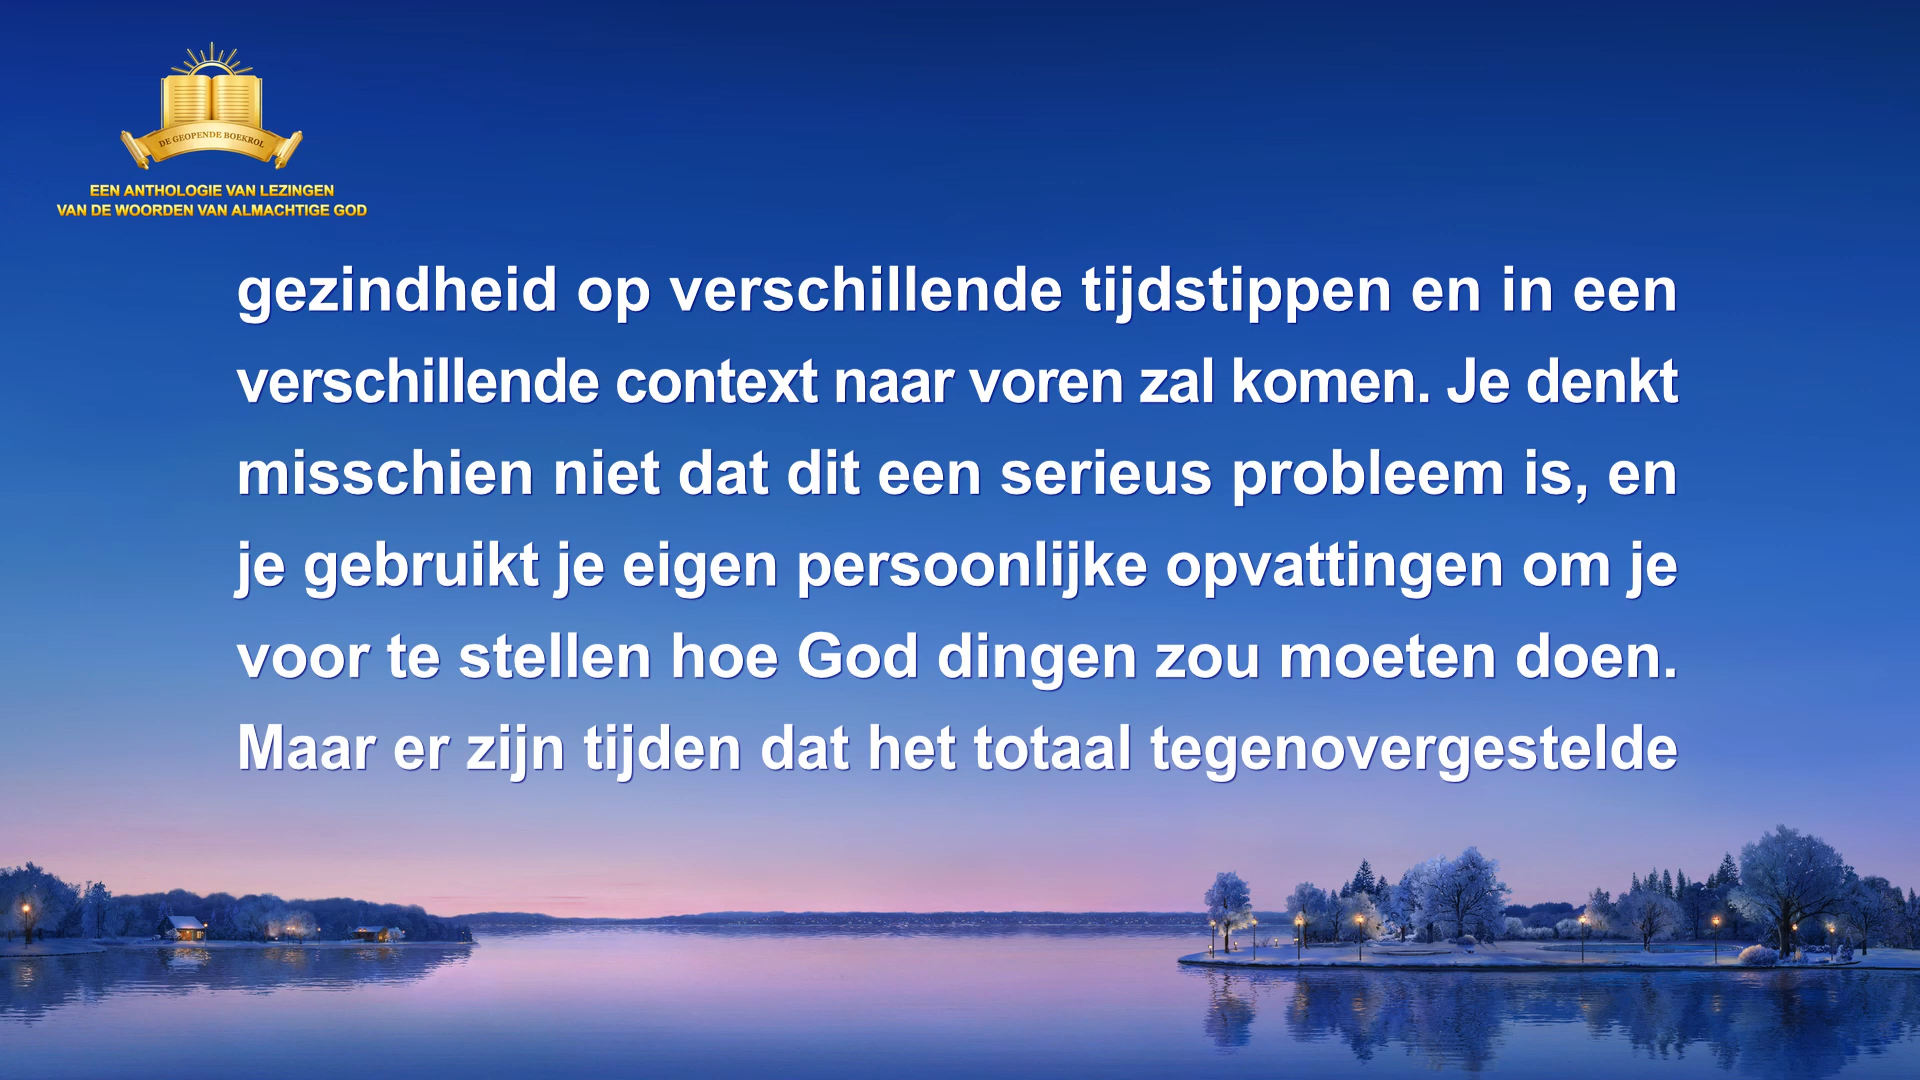 DE GEOPENDE BOEKROL
EEN ANTHOLOGIE VAN LEZINGEN
VAN DE WOORDEN VAN ALMACHTIGE GOD
gezindheid op verschillende tijdstippen en in een
verschillende context naar voren zal komen. Je denkt
misschien niet dat dit een serieus probleem is, en
je gebruikt je eigen persoonlijke opvattingen om je
voor te stellen hoe God dingen zou moeten doen.
Maar er zijn tijden dat het totaal tegenovergestelde